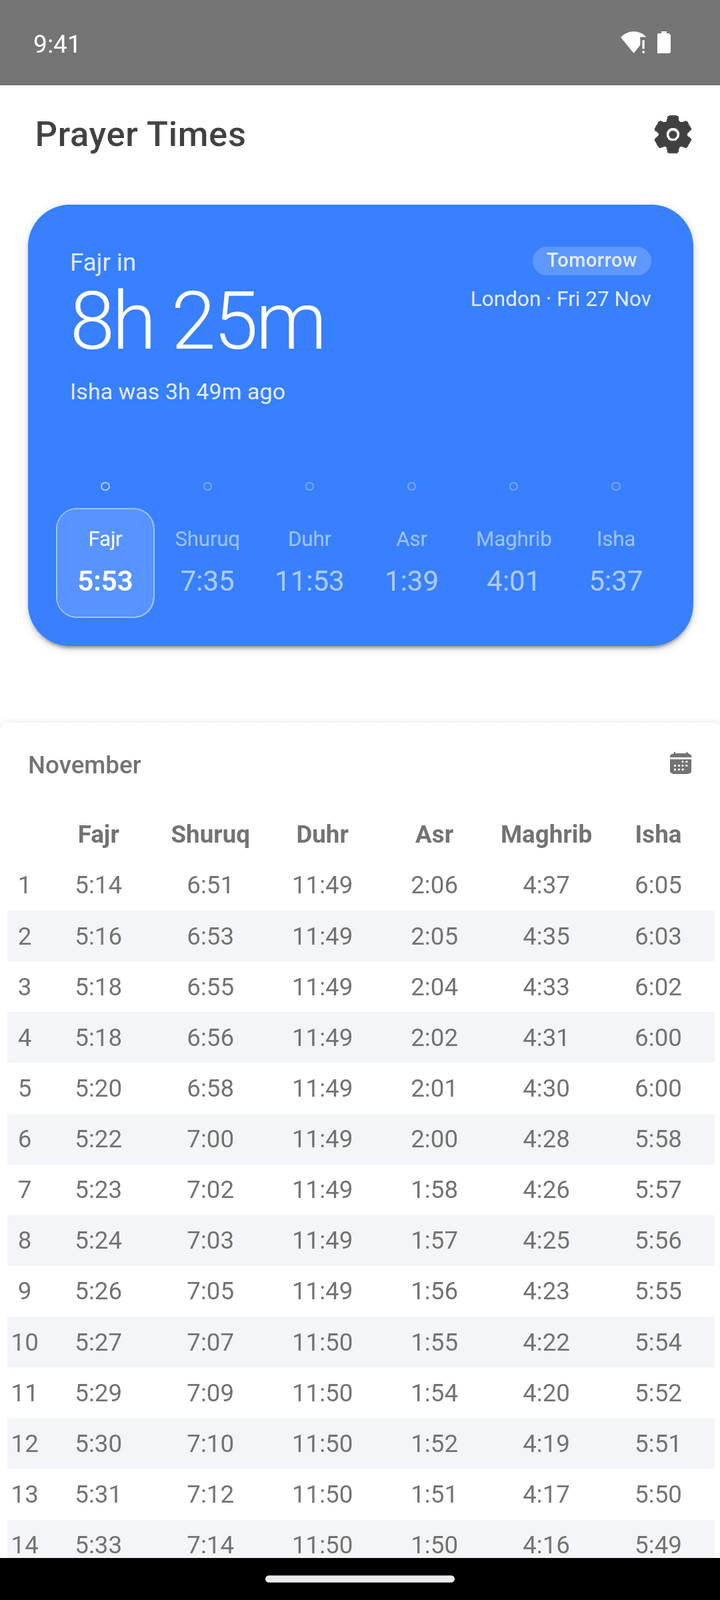 9:41
Prayer Times
Fajr in
Tomorrow
8h 25m
London · Fri 27 Nov
Isha was 3h 49m ago
Fajr Shuruq Duhr Asr Maghrib Isha
5:53 7:35 11:53 1:39 4:01 5:37
November
Fajr Shuruq Duhr Asr Maghrib Isha
1 5:14 6:51 11:49 2:06 4:37 6:05
2 5:16 6:53 11:49 2:05 4:35 6:03
3 5:18 6:55 11:49 2:04 4:33 6:02
4 5:18 6:56 11:49 2:02 4:31 6:00
5 5:20 6:58 11:49 2:01 4:30 6:00
6 5:22 7:00 11:49 2:00 4:28 5:58
7 5:23 7:02 11:49 1:58 4:26 5:57
8 5:24 7:03 11:49 1:57 4:25 5:56
9 5:26 7:05 11:49 1:56 4:23 5:55
10 5:27 7:07 11:50 1:55 4:22 5:54
11 5:29 7:09 11:50 1:54 4:20 5:52
12 5:30 7:10 11:50 1:52 4:19 5:51
13 5:31 7:12 11:50 1:51 4:17 5:50
14 5:33 7:14 11:50 1:50 4:16 5:49